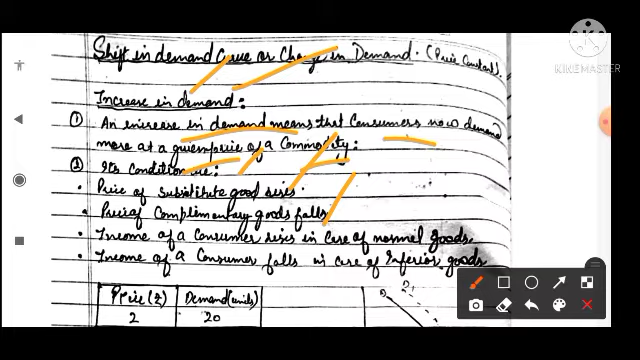 Shift in demand Curve or Change in Demand. (Price Constant).
Increase in demand:
① An increase in demand means that Consumers now demand
more at a given price of a Commodity:
② Its Condition are:
• Price of Substitute good rises.
• Price of Complimentary goods falls
• Income of a Consumer rises in case of normal goods.
• Income of a Consumer falls in case of Inferior goods
Price (₹) Demand (units)
2 20
KINEMASTER